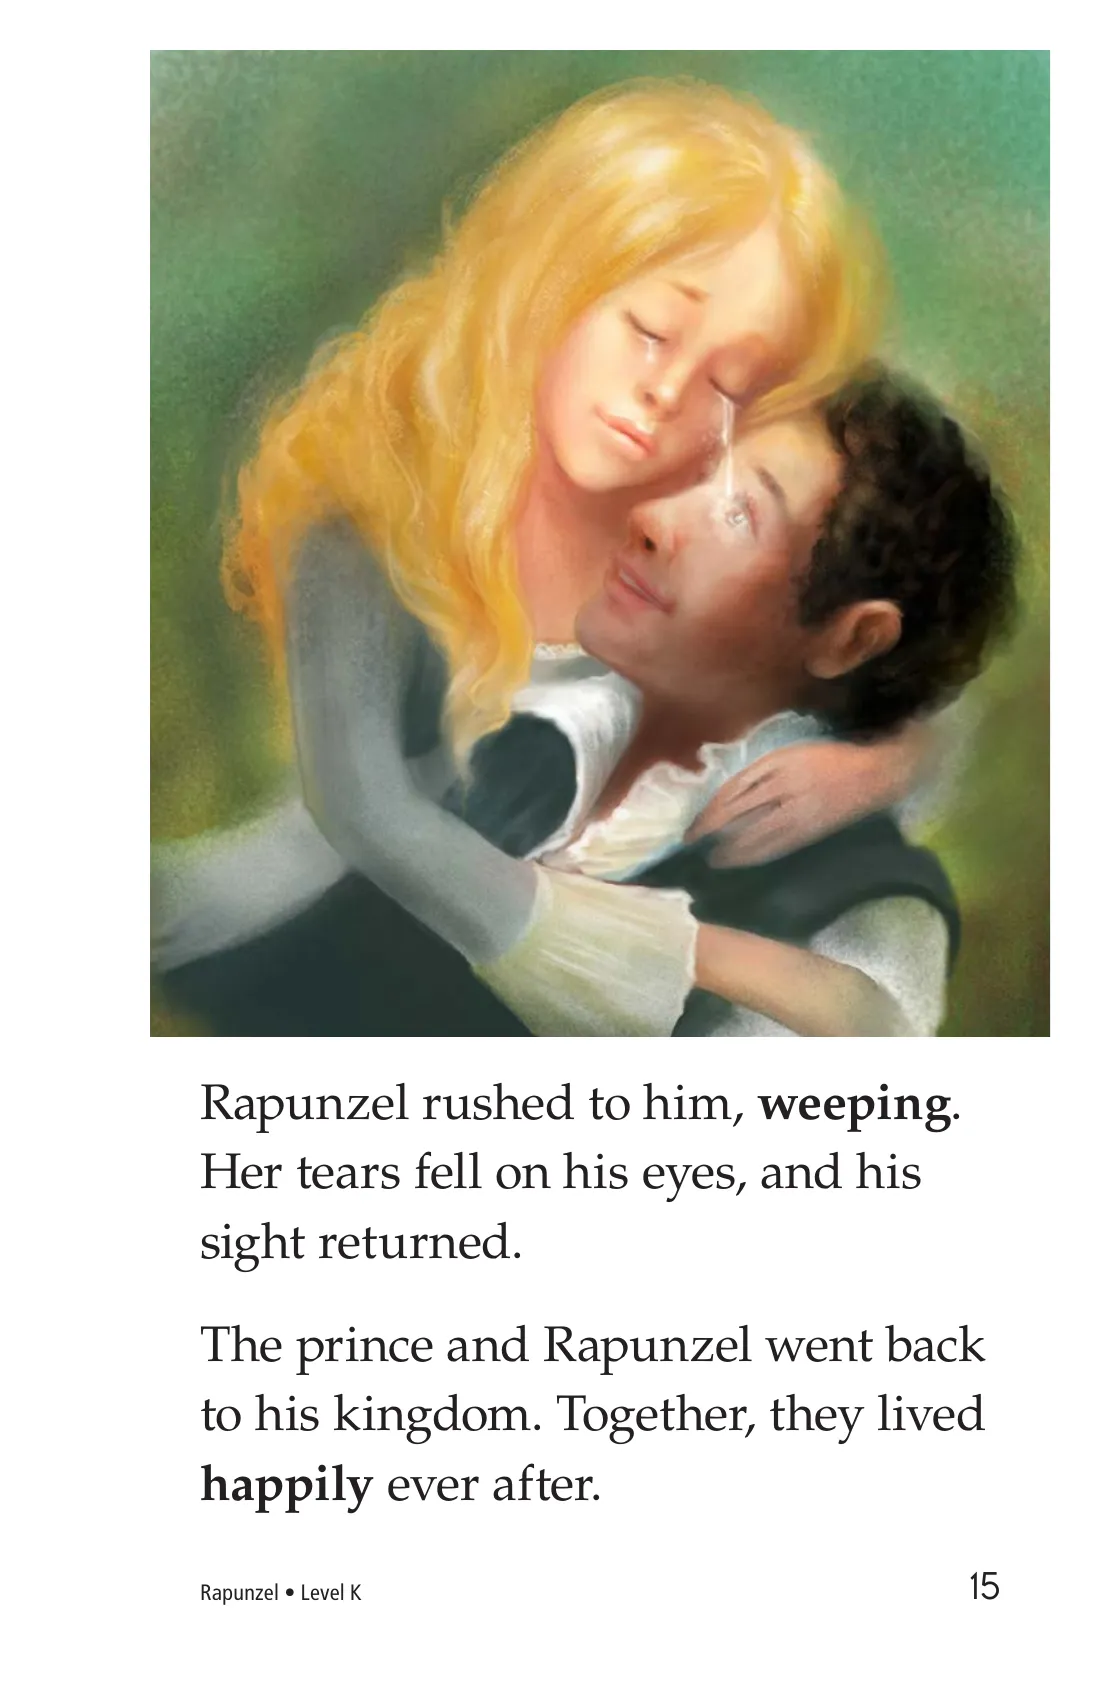 Rapunzel rushed to him, weeping.
Her tears fell on his eyes, and his
sight returned.
The prince and Rapunzel went back
to his kingdom. Together, they lived
happily ever after.
Rapunzel • Level K
15